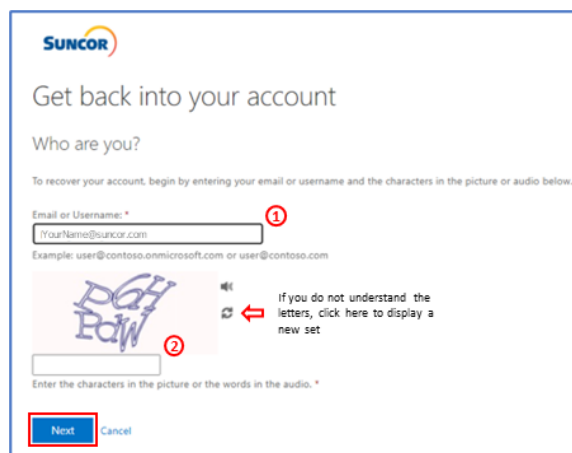 SUNCOR
Get back into your account
Who are you?
To recover your account, begin by entering your email or username and the characters in the picture or audio below.
Email or Username: *
1
YourName@suncor.com
Example: user@contoso.onmicrosoft.com or user@contoso.com
If you do not understand the
letters, click here to display a
new set
2
Enter the characters in the picture or the words in the audio. *
Next
Cancel